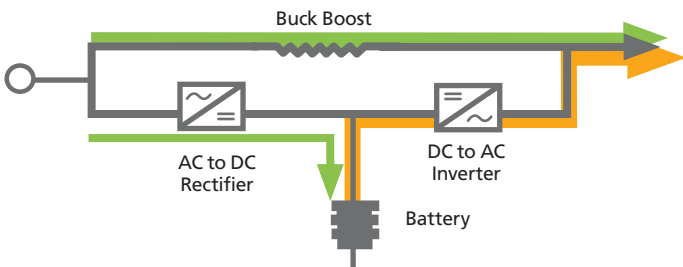 Buck Boost
AC to DC
Rectifier
DC to AC
Inverter
Battery